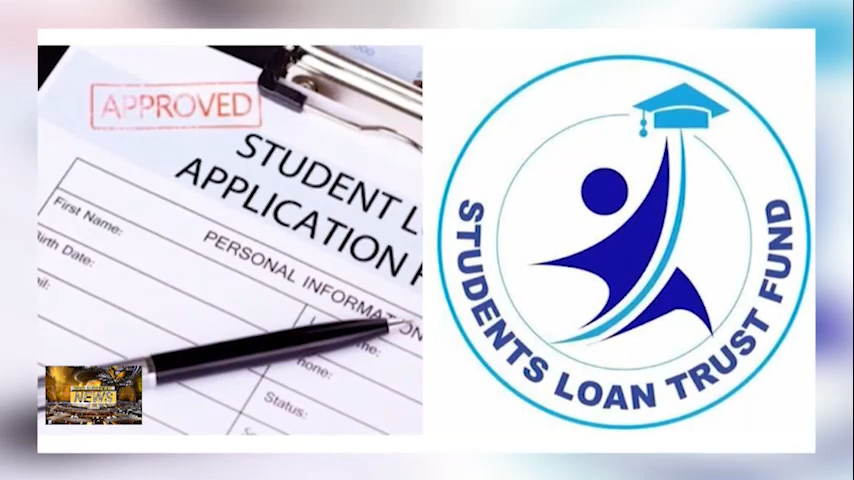 APPROVED
STUDENT L
APPLICATION
PERSONAL INFORMATION
First Name:
Birth Date:
Status:
NEWS
STUDENTS LOAN TRUST FUND